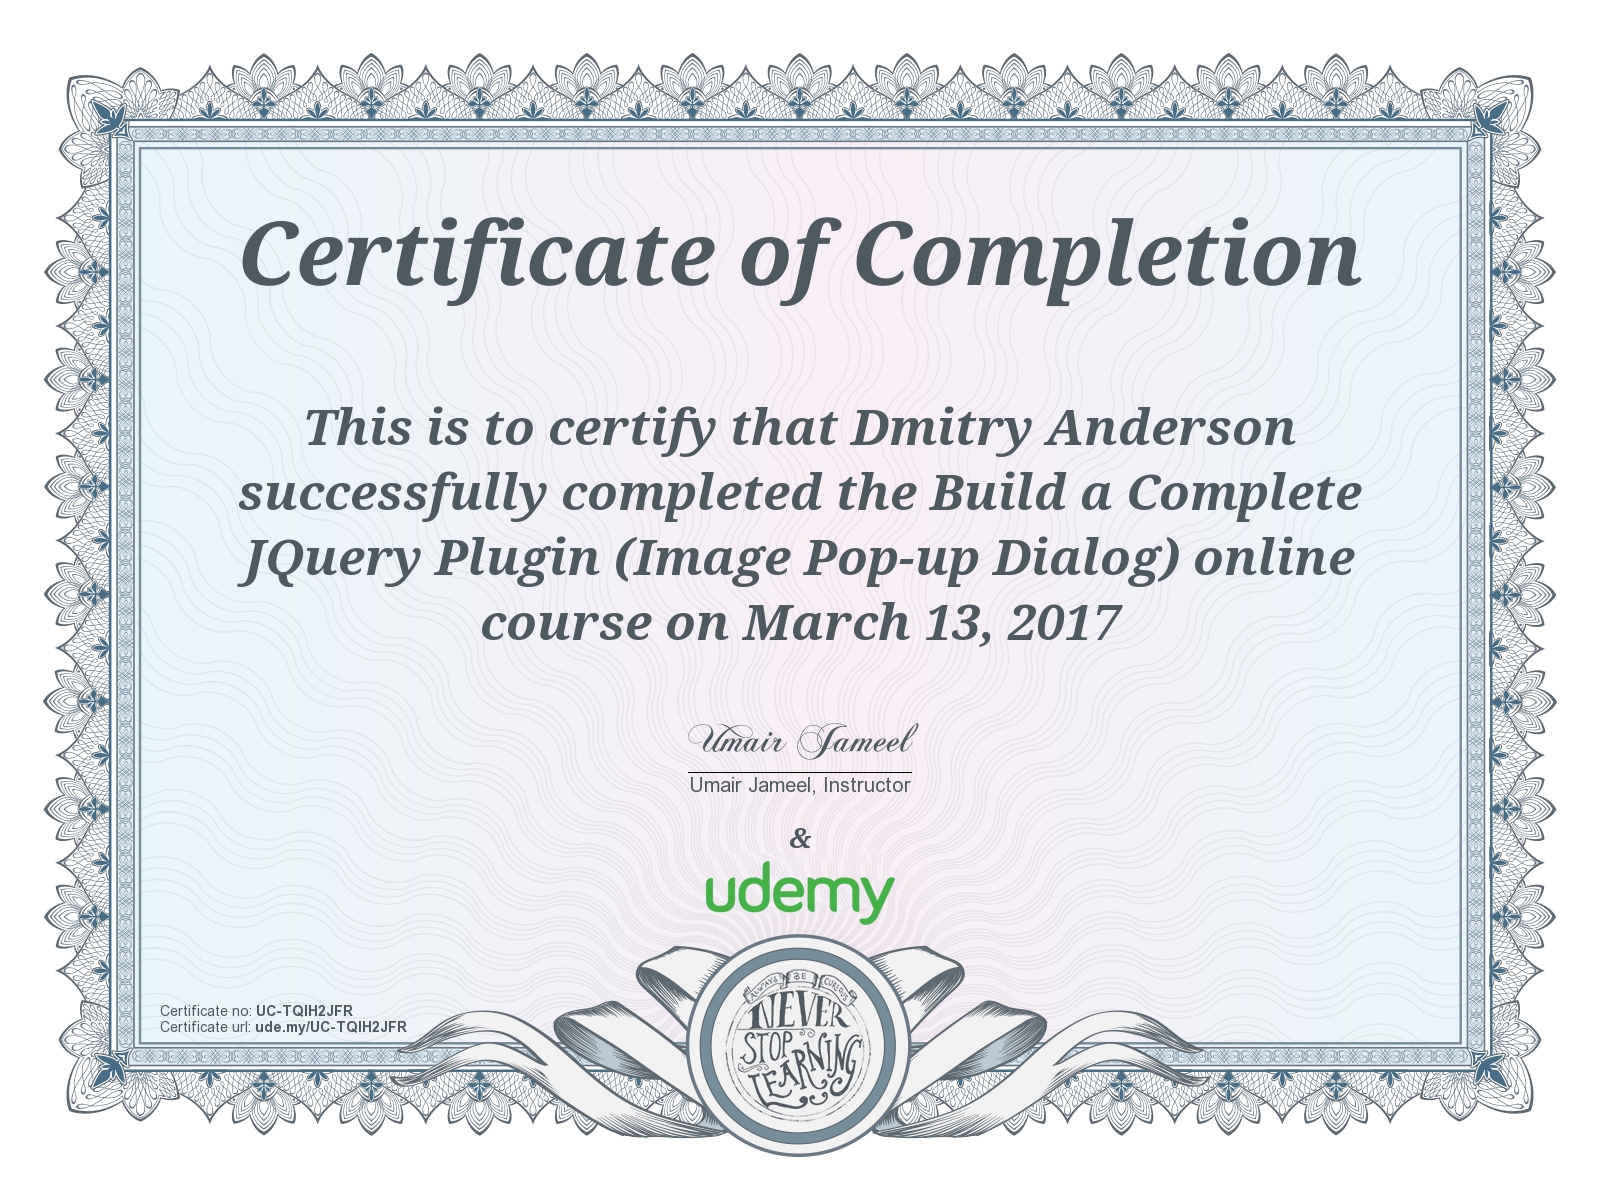 Certificate of Completion
This is to certify that Dmitry Anderson
successfully completed the Build a Complete
JQuery Plugin (Image Pop-up Dialog) online
course on March 13, 2017
Umair Jameel
Umair Jameel, Instructor
&
udemy
Certificate no: UC-TQIH2JFR
Certificate url: ude.my/UC-TQIH2JFR
ALWAYS BE CURIOUS
NEVER
STOP
LEARNING